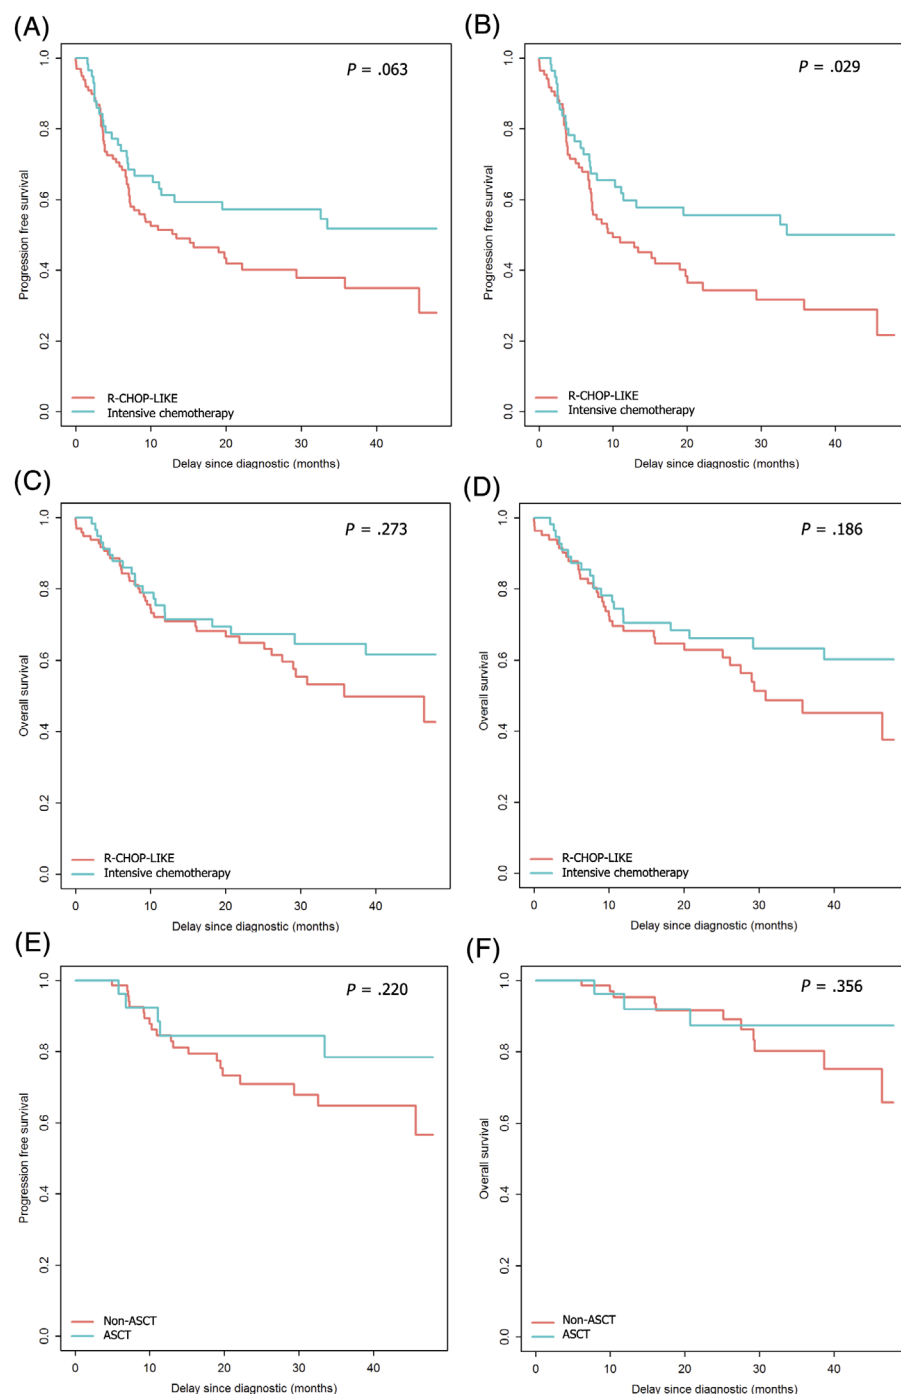 (A)
P = .063
Progression free survival
1.0
0.8
0.6
0.4
0.2
0.0
R-CHOP-LIKE
Intensive chemotherapy
0 10 20 30 40
Delay since diagnostic (months)
(B)
P = .029
Progression free survival
1.0
0.8
0.6
0.4
0.2
0.0
R-CHOP-LIKE
Intensive chemotherapy
0 10 20 30 40
Delay since diagnostic (months)
(C)
P = .273
Overall survival
1.0
0.8
0.6
0.4
0.2
0.0
R-CHOP-LIKE
Intensive chemotherapy
0 10 20 30 40
Delay since diagnostic (months)
(D)
P = .186
Overall survival
1.0
0.8
0.6
0.4
0.2
0.0
R-CHOP-LIKE
Intensive chemotherapy
0 10 20 30 40
Delay since diagnostic (months)
(E)
P = .220
Progression free survival
1.0
0.8
0.6
0.4
0.2
0.0
Non-ASCT
ASCT
0 10 20 30 40
Delay since diagnostic (months)
(F)
P = .356
Overall survival
1.0
0.8
0.6
0.4
0.2
0.0
Non-ASCT
ASCT
0 10 20 30 40
Delay since diagnostic (months)